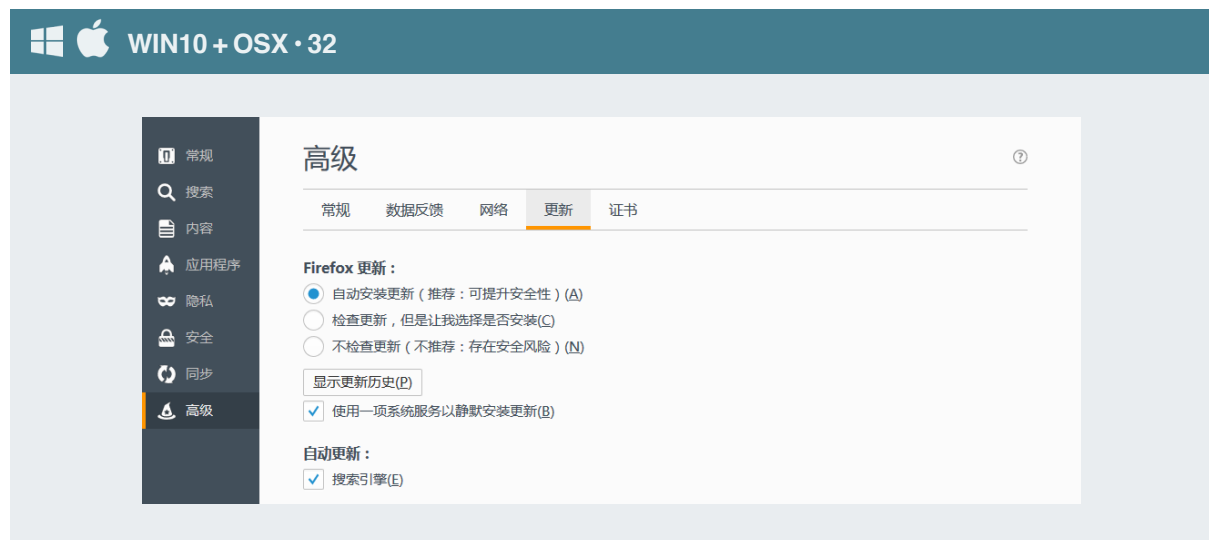 WIN10 + OSX · 32
常规
搜索
内容
应用程序
隐私
安全
同步
高级
高级
?
常规 数据反馈 网络 更新 证书
Firefox 更新：
自动安装更新（推荐：可提升安全性）(A)
检查更新，但是让我选择是否安装(C)
不检查更新（不推荐：存在安全风险）(N)
显示更新历史(P)
使用一项系统服务以静默安装更新(B)
自动更新：
搜索引擎(E)